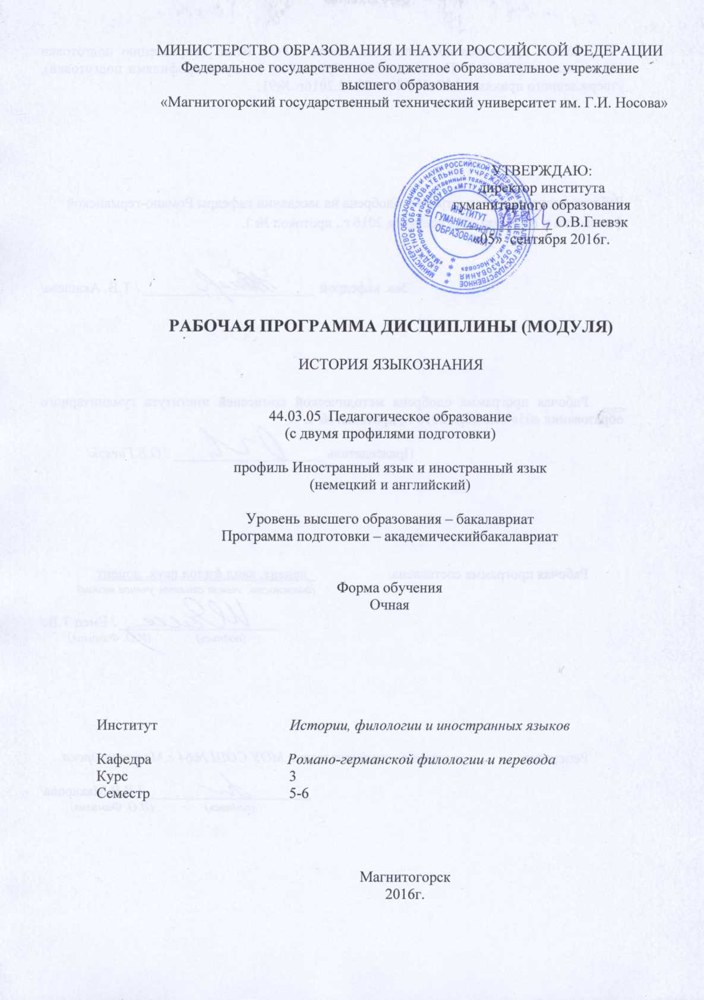 МИНИСТЕРСТВО ОБРАЗОВАНИЯ И НАУКИ РОССИЙСКОЙ ФЕДЕРАЦИИ
Федеральное государственное бюджетное образовательное учреждение
высшего образования
«Магнитогорский государственный технический университет им. Г.И. Носова»
УТВЕРЖДАЮ:
директор института
гуманитарного образования
О.В.Гневэк
«05» сентября 2016г.
ИНСТИТУТ
ГУМАНИТАРНОГО
ОБРАЗОВАНИЯ
РАБОЧАЯ ПРОГРАММА ДИСЦИПЛИНЫ (МОДУЛЯ)
ИСТОРИЯ ЯЗЫКОЗНАНИЯ
44.03.05 Педагогическое образование
(с двумя профилями подготовки)
профиль Иностранный язык и иностранный язык
(немецкий и английский)
Уровень высшего образования – бакалавриат
Программа подготовки – академическийбакалавриат
Форма обучения
Очная
Институт Истории, филологии и иностранных языков
Кафедра Романо-германской филологии и перевода
Курс 3
Семестр 5-6
Магнитогорск
2016г.